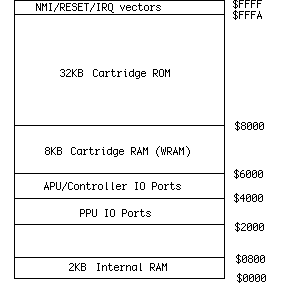 NMI/RESET/IRQ vectors
$FFFF
$FFFA
32KB Cartridge ROM
$8000
8KB Cartridge RAM (WRAM)
$6000
APU/Controller IO Ports
$4000
PPU IO Ports
$2000
$0800
2KB Internal RAM
$0000